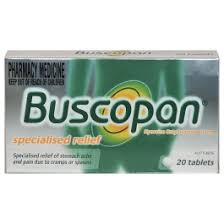 PHARMACY MEDICINE
KEEP OUT OF REACH OF CHILDREN
Buscopan®
specialised relief
Specialised relief of stomach ache
and pain due to cramps or spasms
20 tablets